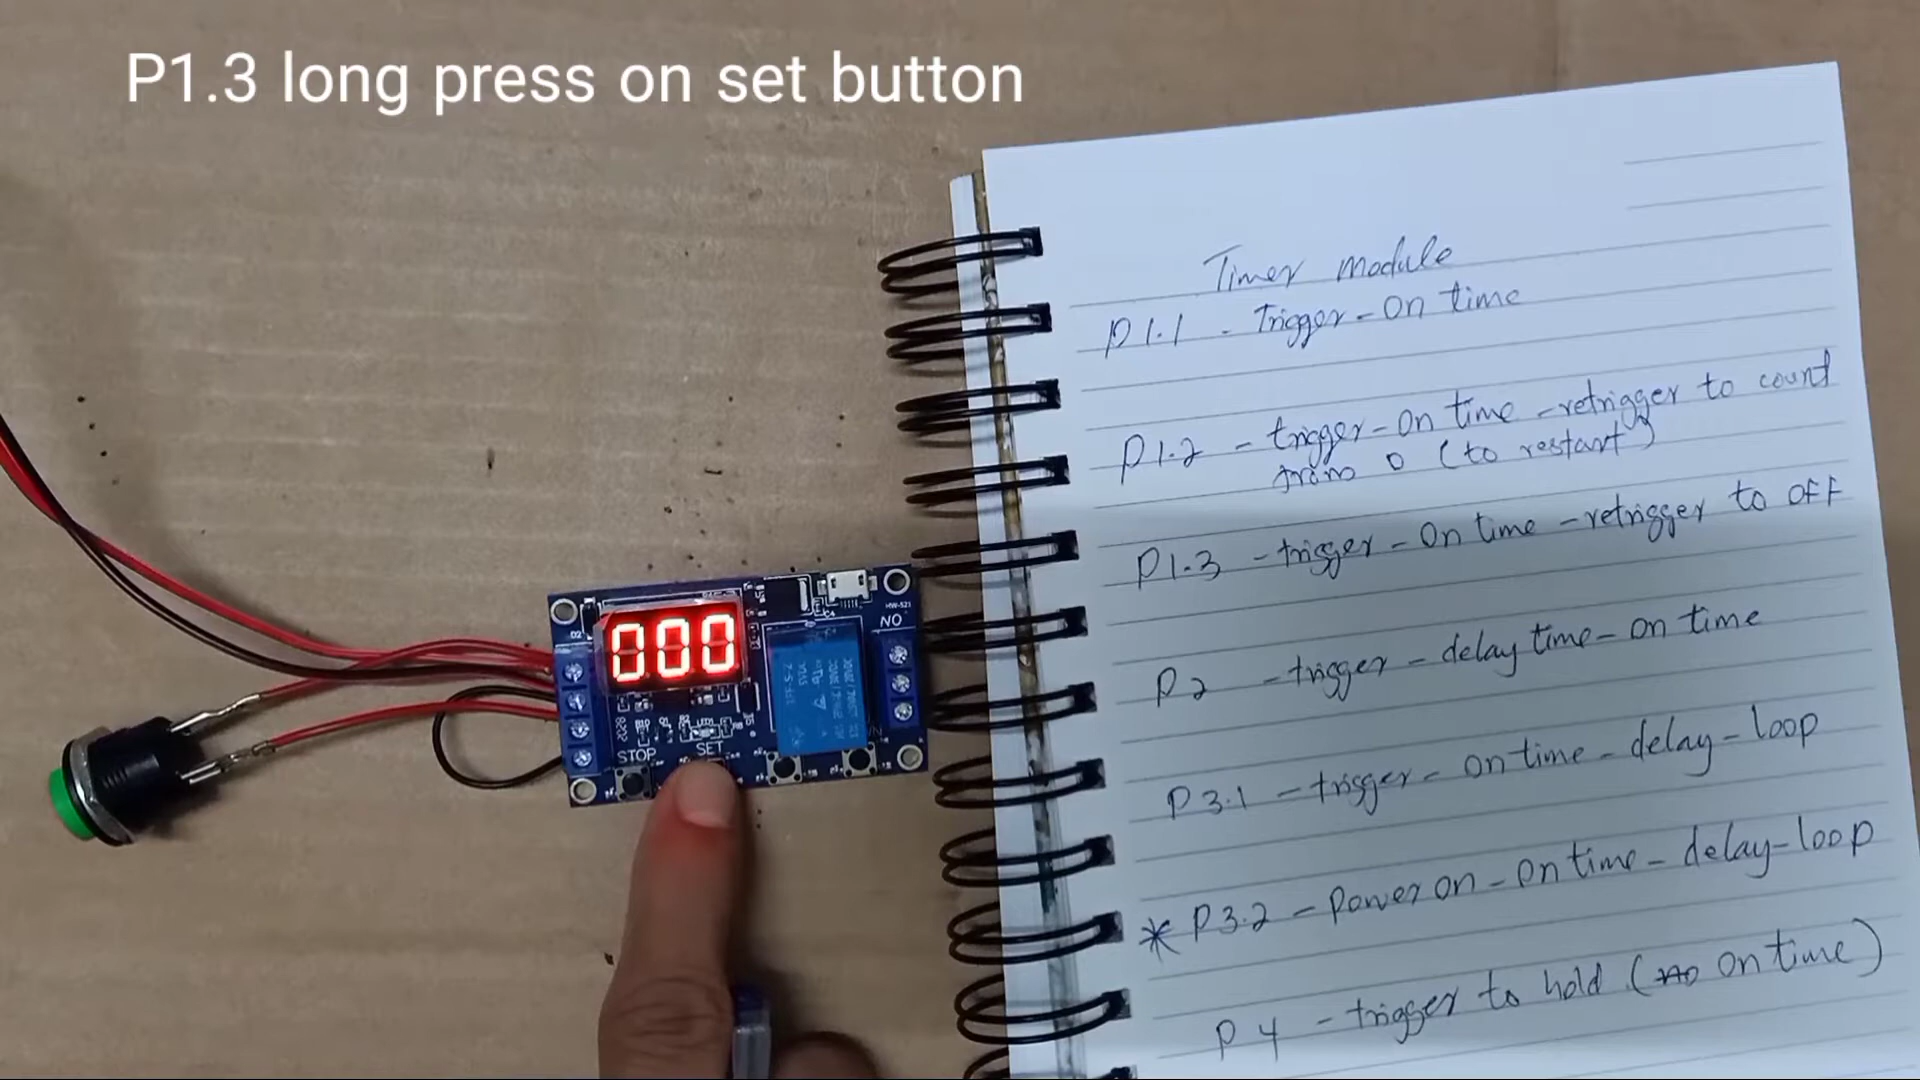 P1.3 long press on set button
Timer module
P1.1 - Trigger - On time
P1.2 - trigger - On time - retrigger to count
from 0 (to restart)
P1.3 - trigger - On time - retrigger to OFF
P2 - trigger - delay time - on time
P3.1 - trigger - on time - delay - loop
* P3.2 - Power on - On time - delay - loop
P4 - trigger to hold (no on time)
000
NO
HW-521
D2
STOP
SET